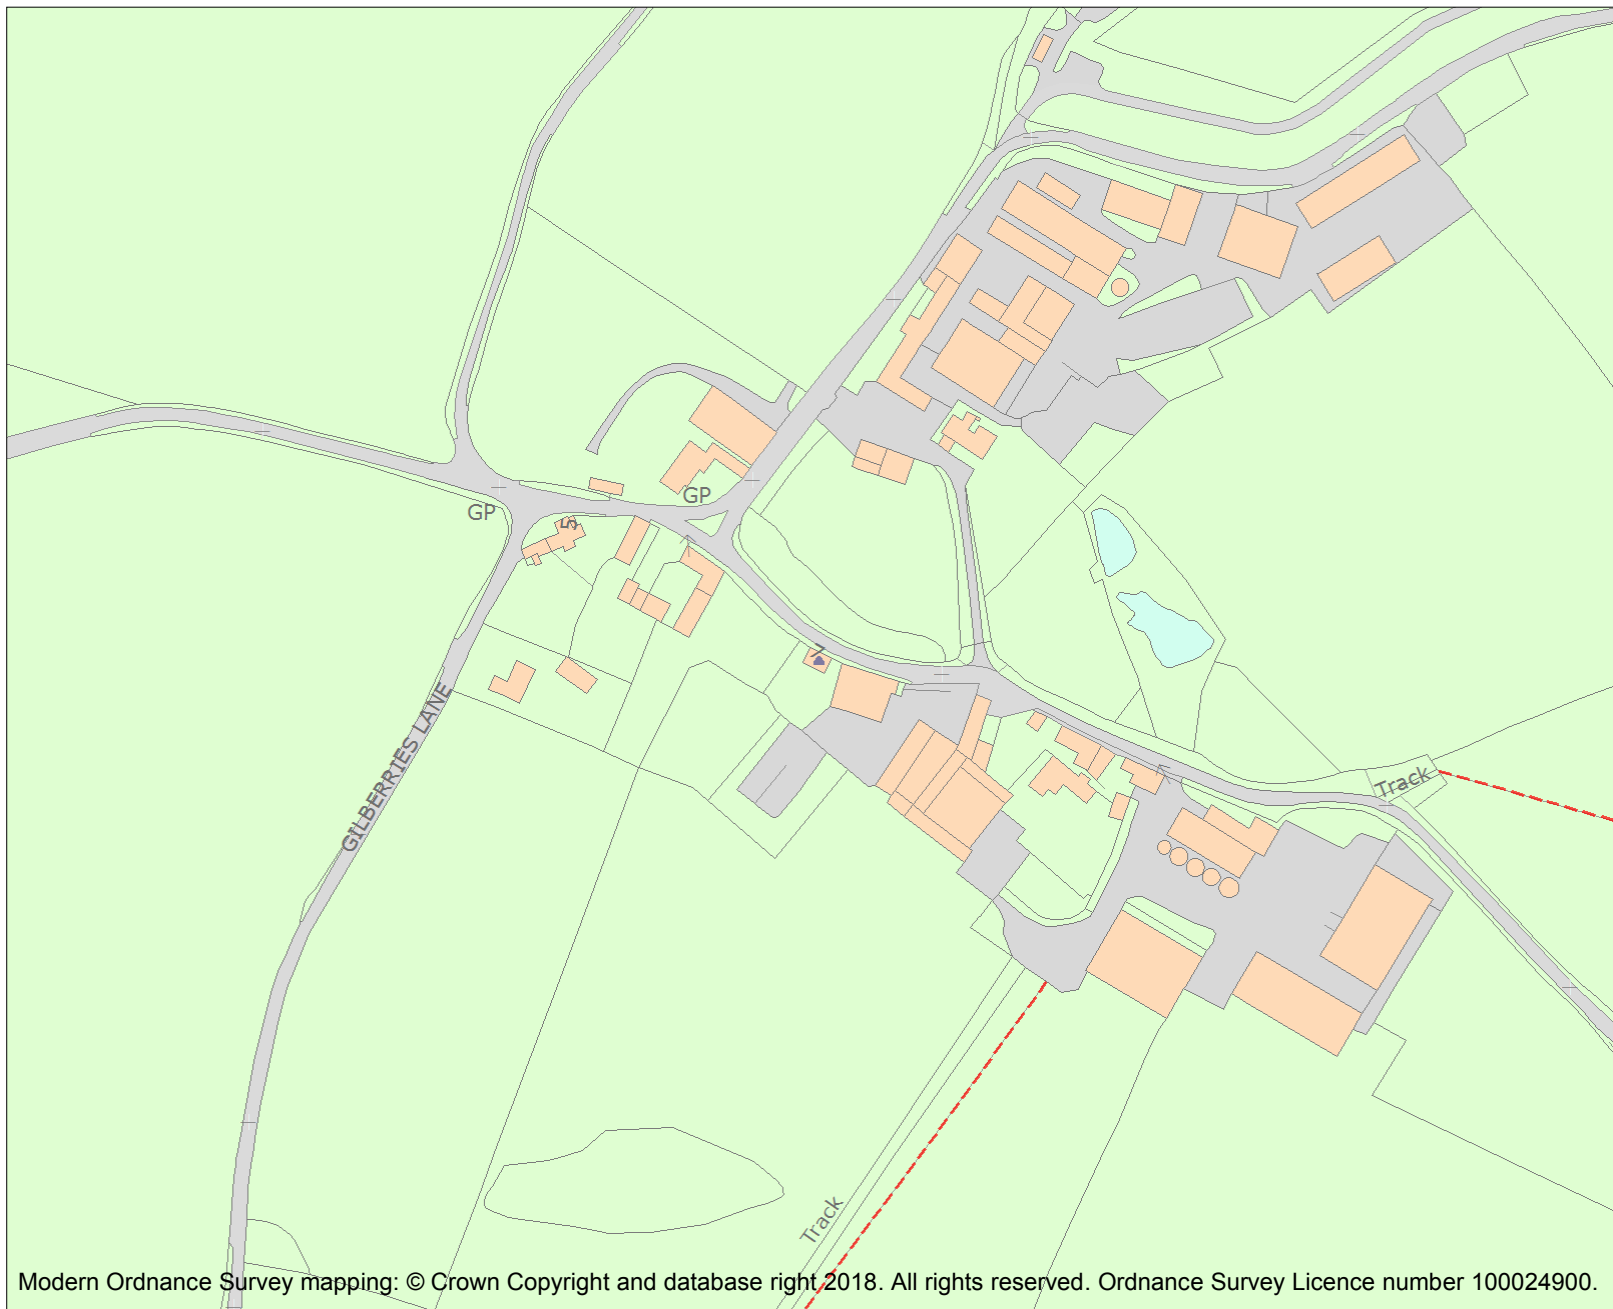 GP
GP
5
7
GILBERRIES LANE
Track
Track
Modern Ordnance Survey mapping: © Crown Copyright and database right 2018. All rights reserved. Ordnance Survey Licence number 100024900.